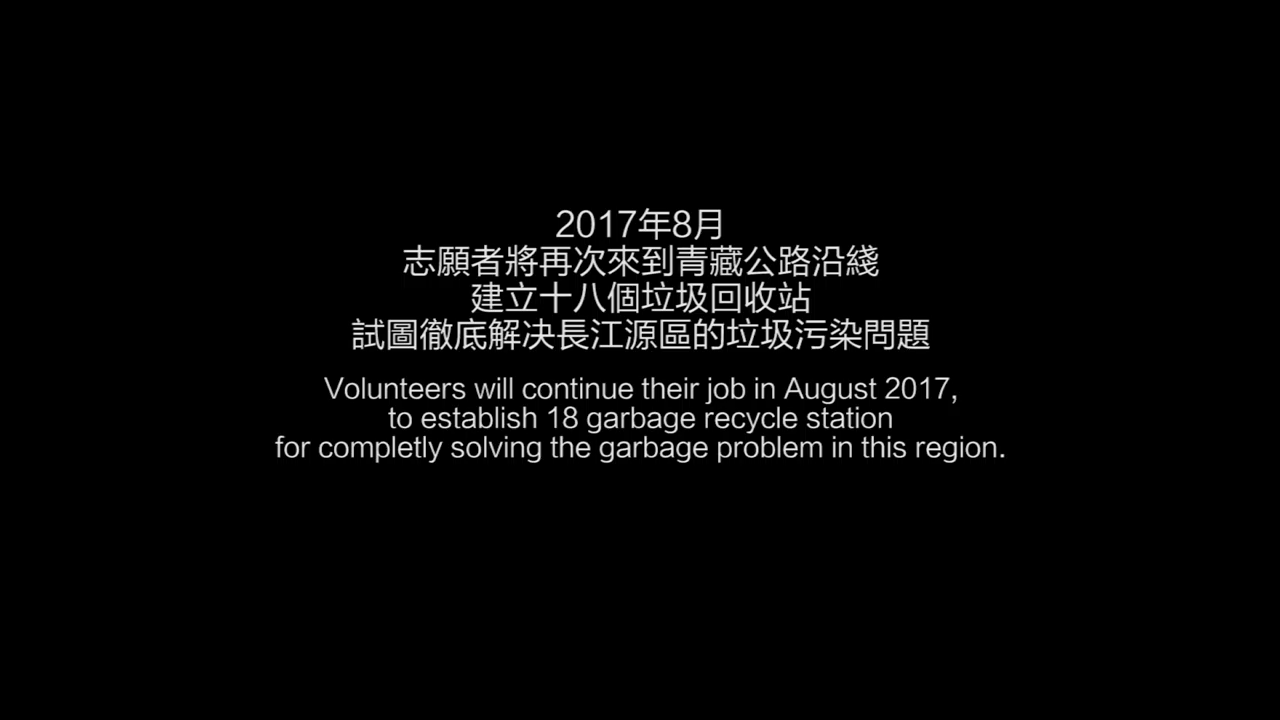 2017年8月
志願者將再次來到青藏公路沿綫
建立十八個垃圾回收站
試圖徹底解决長江源區的垃圾污染問題
Volunteers will continue their job in August 2017,
to establish 18 garbage recycle station
for completly solving the garbage problem in this region.